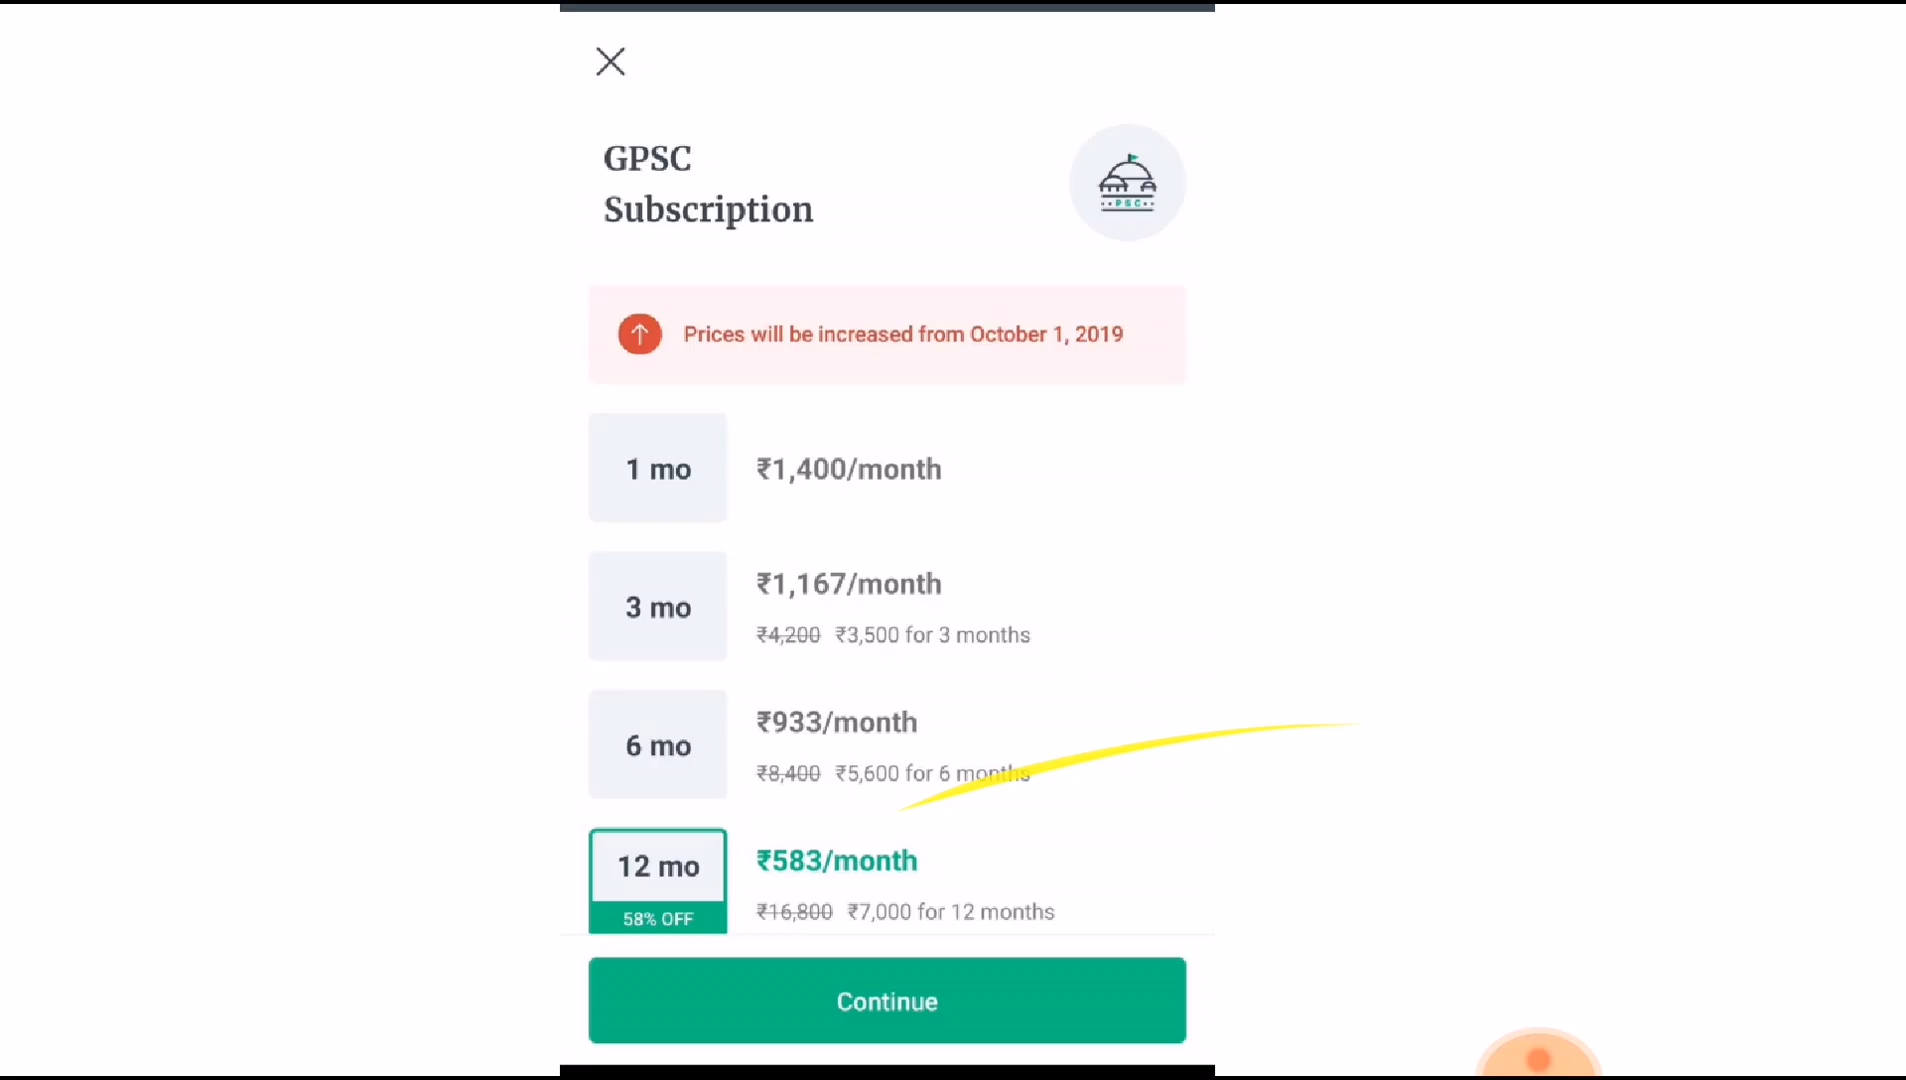 GPSC
Subscription
PSC
Prices will be increased from October 1, 2019
1 mo
₹1,400/month
3 mo
₹1,167/month
₹4,200 ₹3,500 for 3 months
6 mo
₹933/month
₹8,400 ₹5,600 for 6 months
12 mo
58% OFF
₹583/month
₹16,800 ₹7,000 for 12 months
Continue